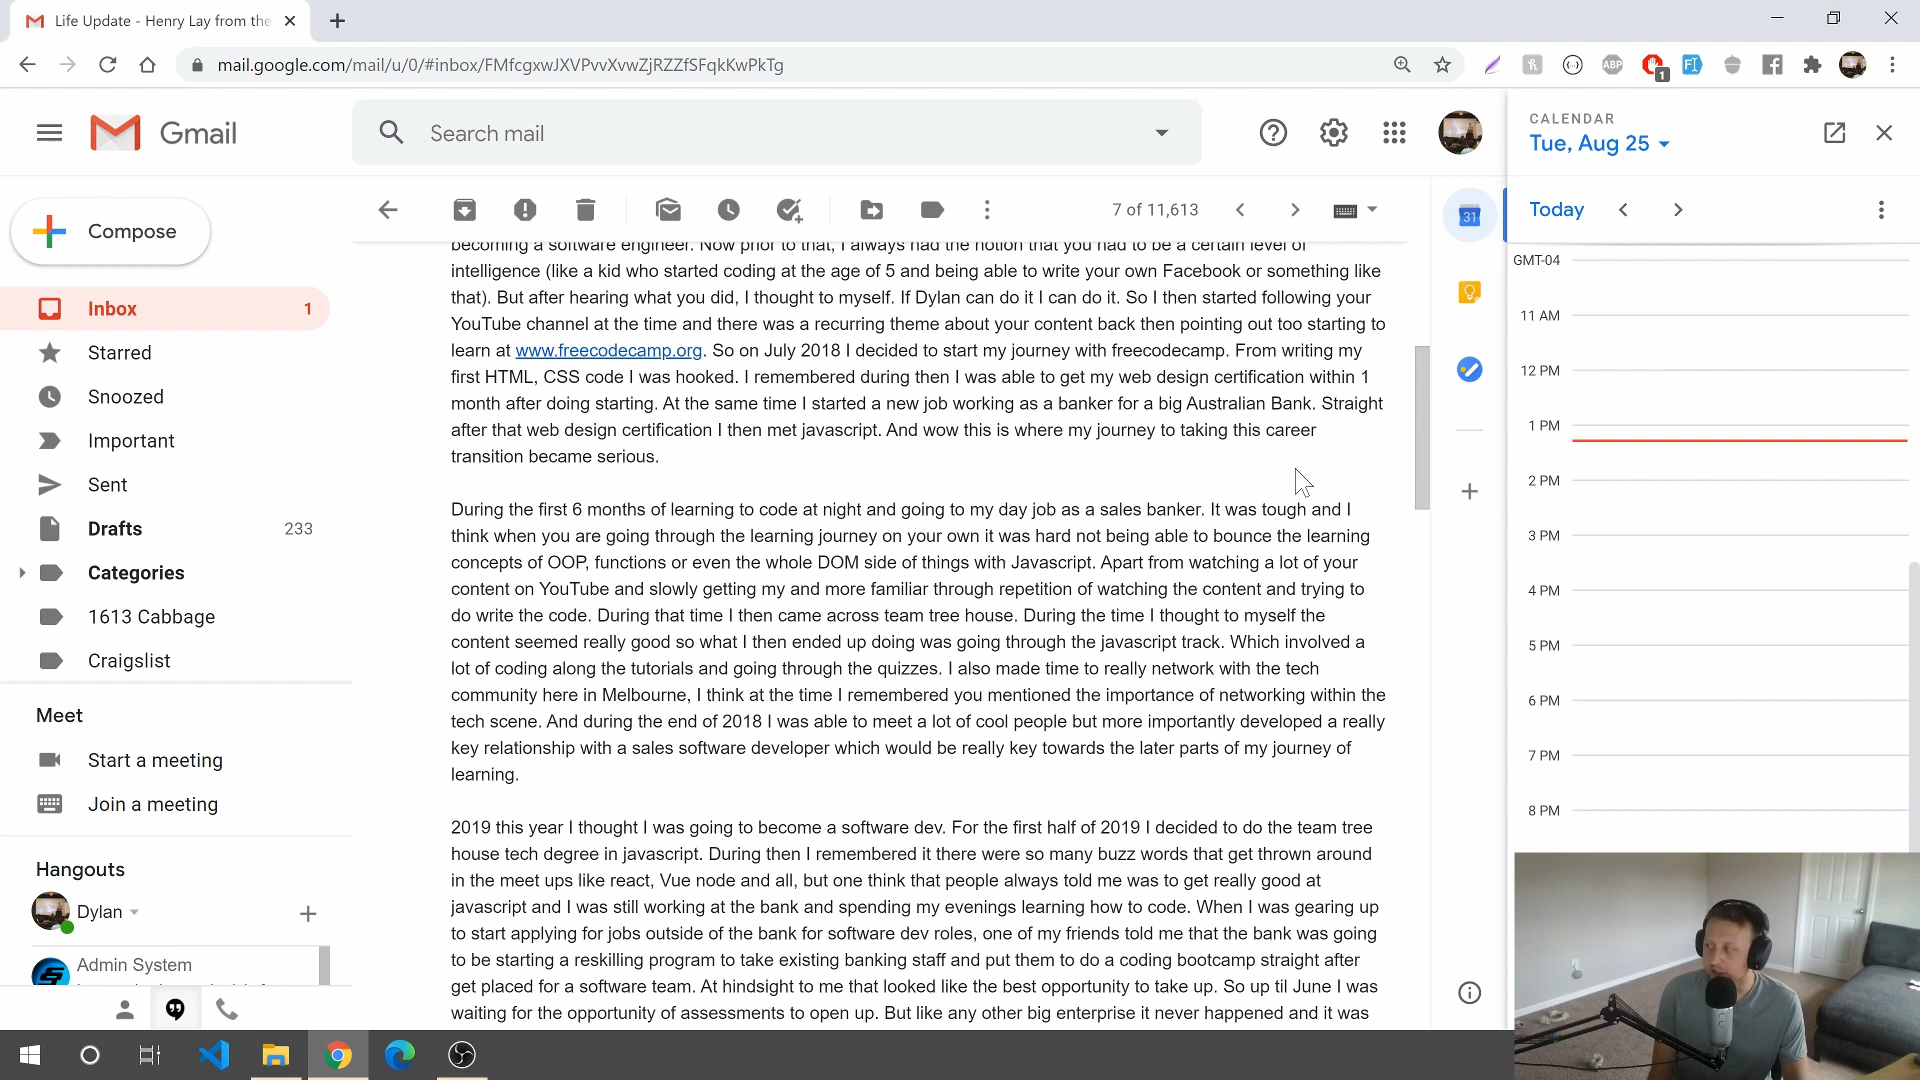 Life Update - Henry Lay from the
mail.google.com/mail/u/0/#inbox/FMfcgxwJXVPvvXvwZjRZZfSFqkKwPkTg
ABP
1
Gmail
Search mail
CALENDAR
Tue, Aug 25
Compose
7 of 11,613
31
Today
Inbox 1
Starred
Snoozed
Important
Sent
Drafts 233
Categories
1613 Cabbage
Craigslist
Meet
Start a meeting
Join a meeting
Hangouts
Dylan
Admin System
becoming a software engineer. Now prior to that, I always had the notion that you had to be a certain level of
intelligence (like a kid who started coding at the age of 5 and being able to write your own Facebook or something like
that). But after hearing what you did, I thought to myself. If Dylan can do it I can do it. So I then started following your
YouTube channel at the time and there was a recurring theme about your content back then pointing out too starting to
learn at www.freecodecamp.org. So on July 2018 I decided to start my journey with freecodecamp. From writing my
first HTML, CSS code I was hooked. I remembered during then I was able to get my web design certification within 1
month after doing starting. At the same time I started a new job working as a banker for a big Australian Bank. Straight
after that web design certification I then met javascript. And wow this is where my journey to taking this career
transition became serious.
During the first 6 months of learning to code at night and going to my day job as a sales banker. It was tough and I
think when you are going through the learning journey on your own it was hard not being able to bounce the learning
concepts of OOP, functions or even the whole DOM side of things with Javascript. Apart from watching a lot of your
content on YouTube and slowly getting my and more familiar through repetition of watching the content and trying to
do write the code. During that time I then came across team tree house. During the time I thought to myself the
content seemed really good so what I then ended up doing was going through the javascript track. Which involved a
lot of coding along the tutorials and going through the quizzes. I also made time to really network with the tech
community here in Melbourne, I think at the time I remembered you mentioned the importance of networking within the
tech scene. And during the end of 2018 I was able to meet a lot of cool people but more importantly developed a really
key relationship with a sales software developer which would be really key towards the later parts of my journey of
learning.
2019 this year I thought I was going to become a software dev. For the first half of 2019 I decided to do the team tree
house tech degree in javascript. During then I remembered it there were so many buzz words that get thrown around
in the meet ups like react, Vue node and all, but one think that people always told me was to get really good at
javascript and I was still working at the bank and spending my evenings learning how to code. When I was gearing up
to start applying for jobs outside of the bank for software dev roles, one of my friends told me that the bank was going
to be starting a reskilling program to take existing banking staff and put them to do a coding bootcamp straight after
get placed for a software team. At hindsight to me that looked like the best opportunity to take up. So up til June I was
waiting for the opportunity of assessments to open up. But like any other big enterprise it never happened and it was
GMT-04
11 AM
12 PM
1 PM
2 PM
3 PM
4 PM
5 PM
6 PM
7 PM
8 PM